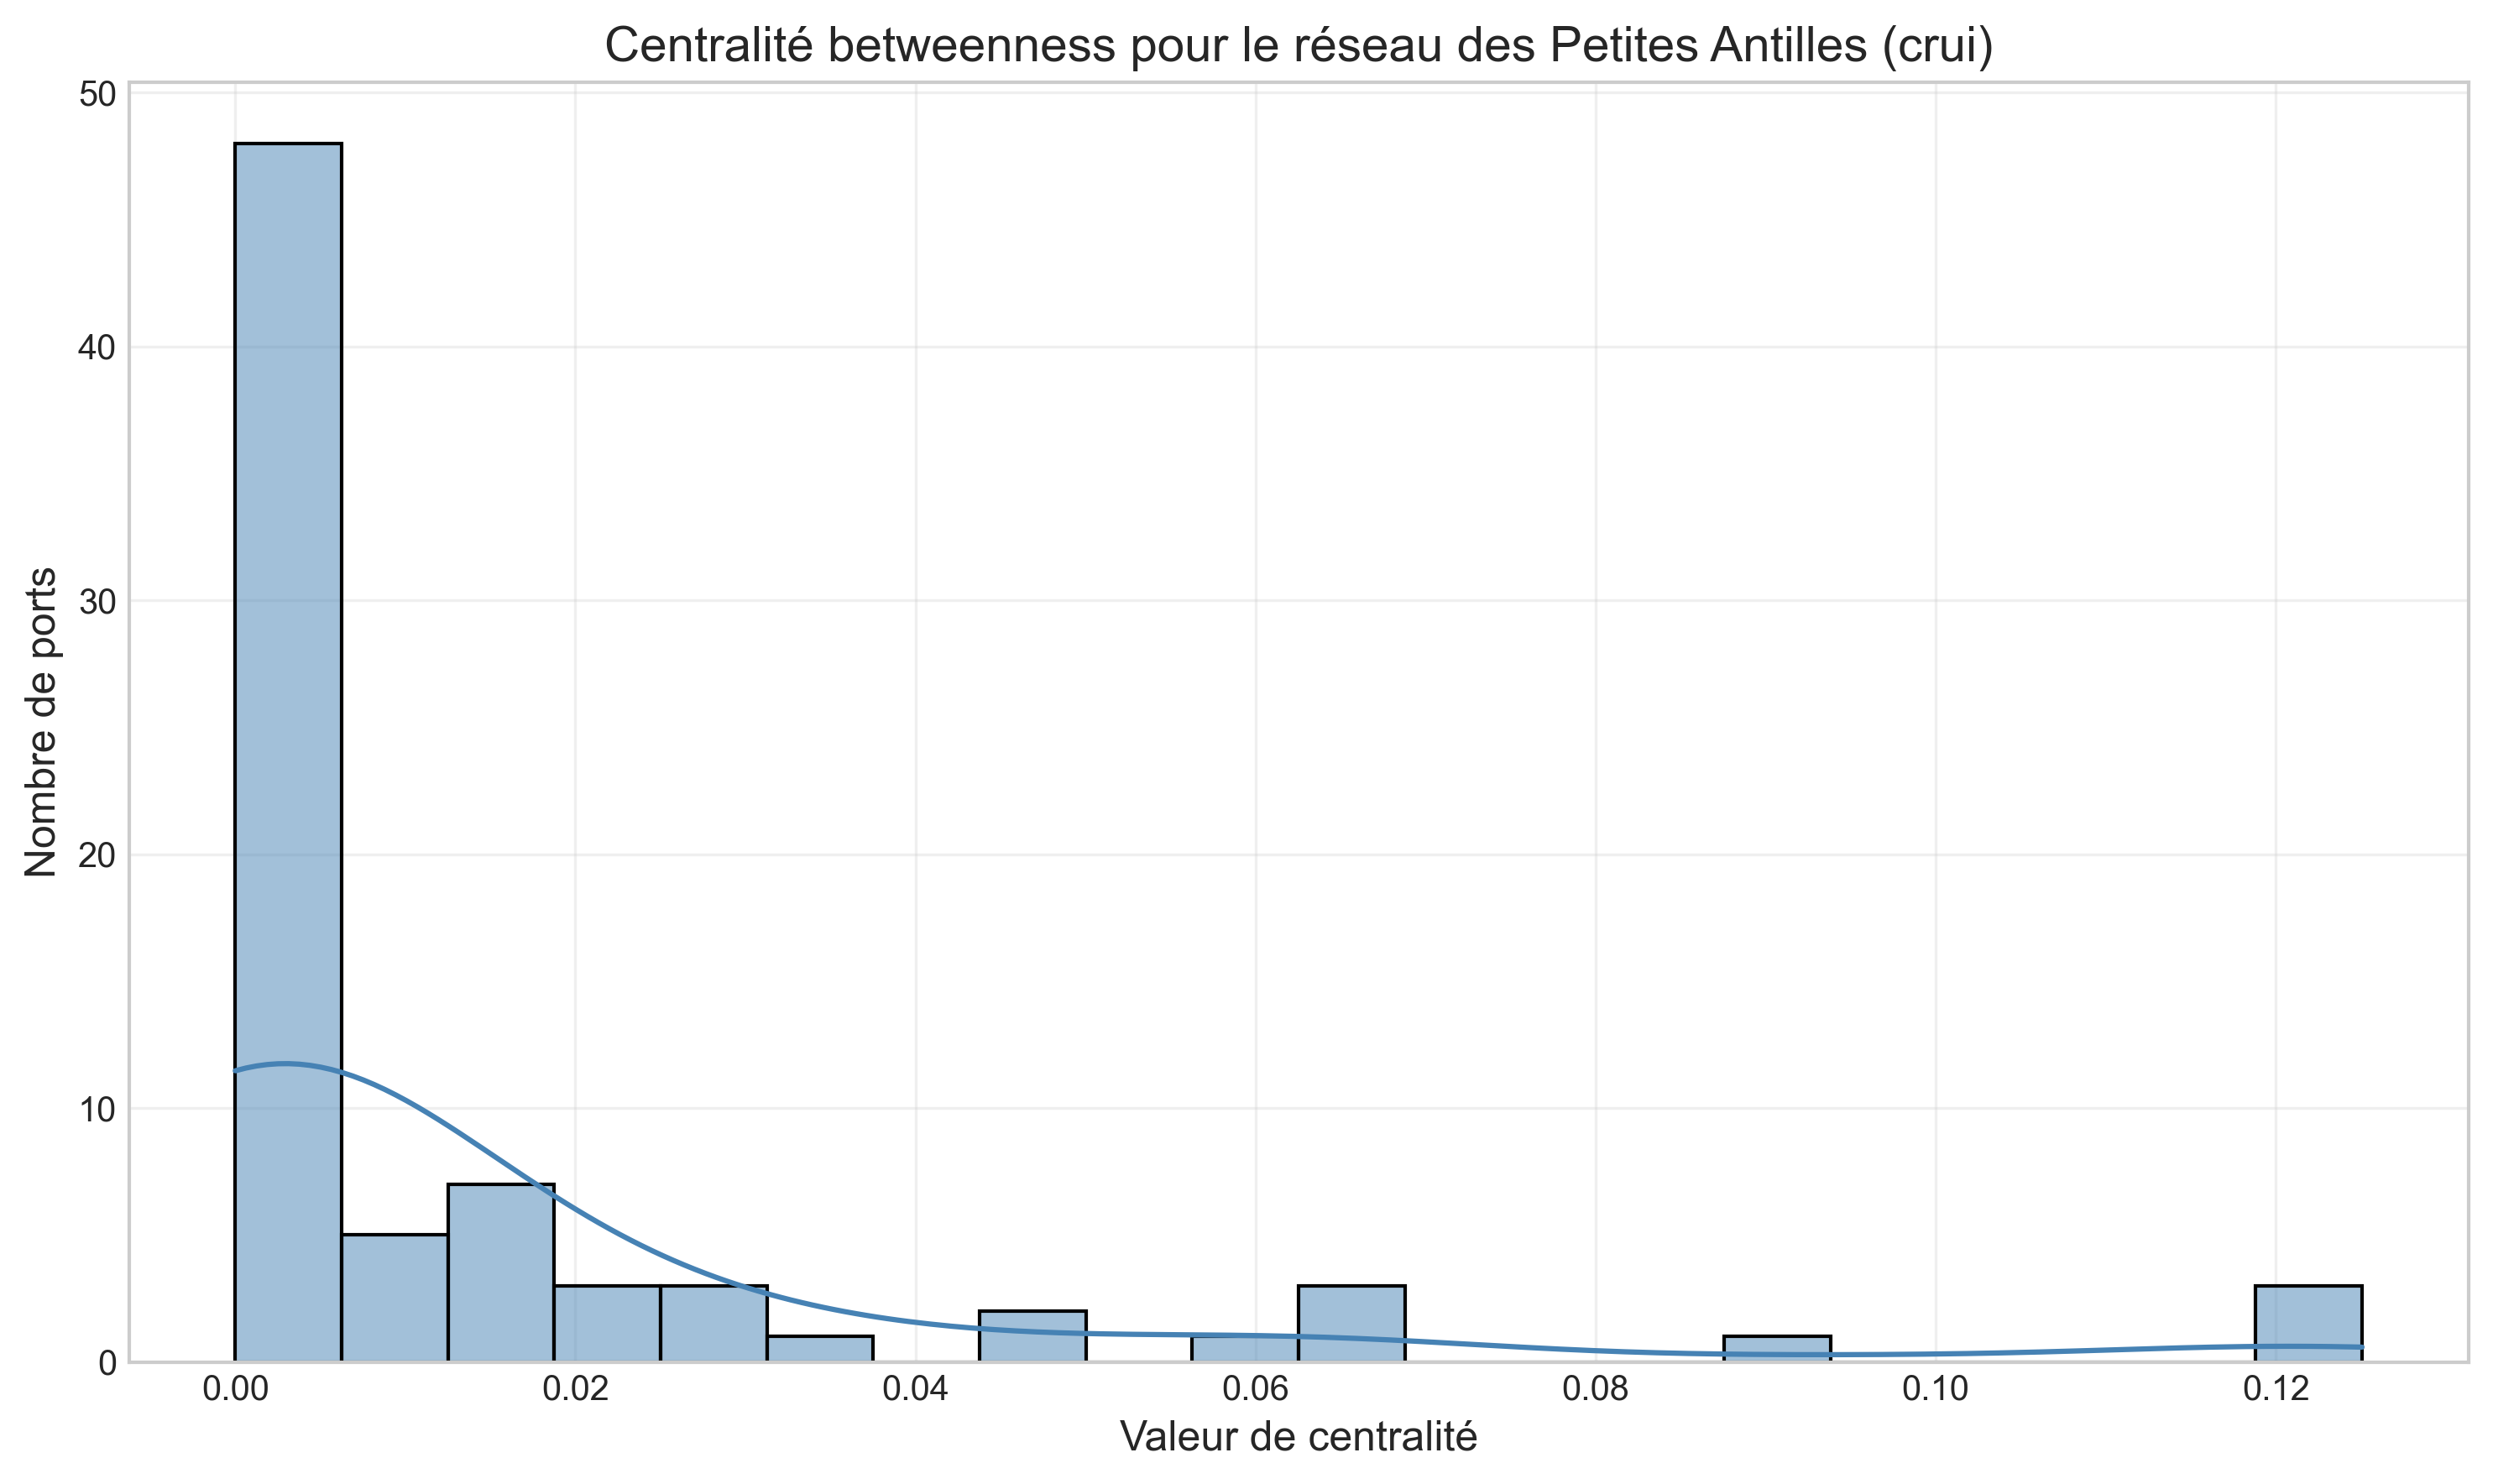 Centralité betweenness pour le réseau des Petites Antilles (crui)
Nombre de ports
50
40
30
20
10
0
0.00 0.02 0.04 0.06 0.08 0.10 0.12
Valeur de centralité